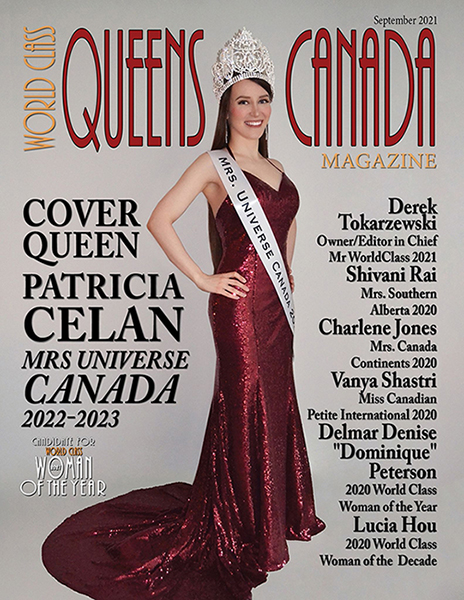 September 2021
WORLD CLASS
QUEENS CANADA
MAGAZINE
COVER
QUEEN
PATRICIA
CELAN
MRS UNIVERSE
CANADA
2022-2023
CANDIDATE FOR
WORLD CLASS
WOMAN
OF THE YEAR
MRS. UNIVERSE CANADA
Derek
Tokarzewski
Owner/Editor in Chief
Mr WorldClass 2021
Shivani Rai
Mrs. Southern
Alberta 2020
Charlene Jones
Mrs. Canada
Continents 2020
Vanya Shastri
Miss Canadian
Petite International 2020
Delmar Denise
"Dominique"
Peterson
2020 World Class
Woman of the Year
Lucia Hou
2020 World Class
Woman of the Decade